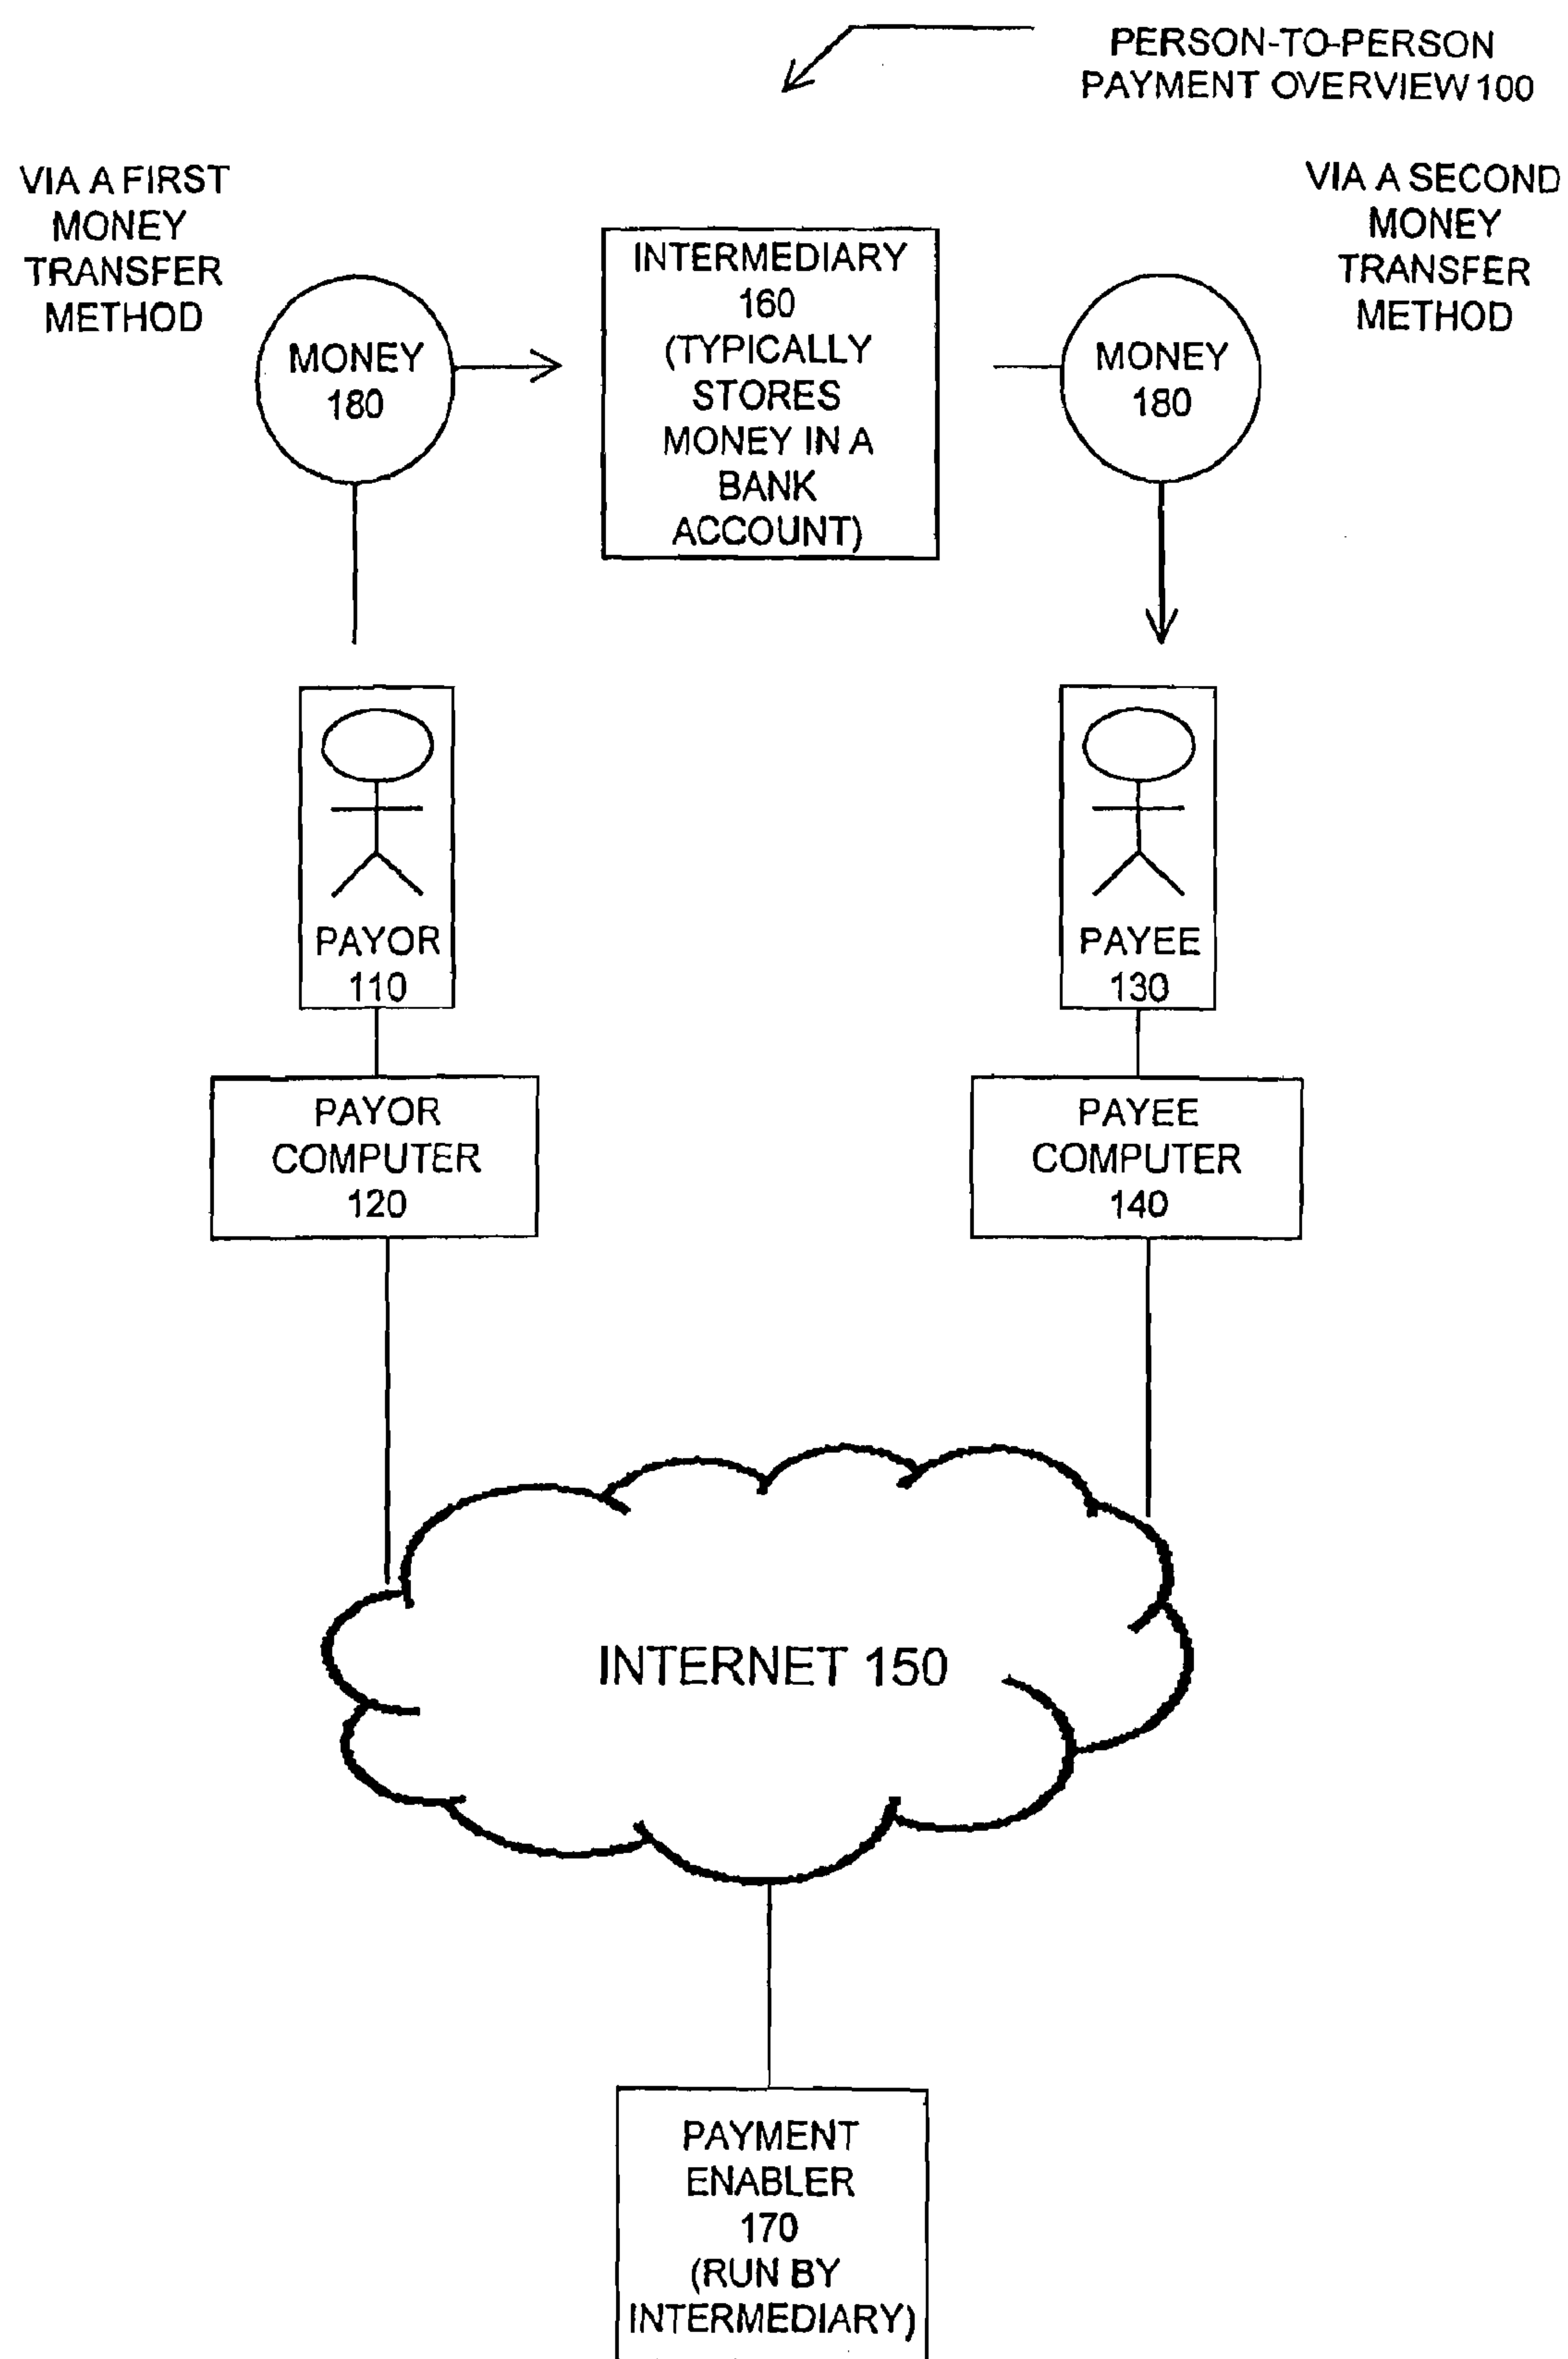 PERSON-TO-PERSON
PAYMENT OVERVIEW 100
VIA A FIRST
MONEY
TRANSFER
METHOD
MONEY
180
INTERMEDIARY
160
(TYPICALLY
STORES
MONEY IN A
BANK
ACCOUNT)
MONEY
180
VIA A SECOND
MONEY
TRANSFER
METHOD
PAYOR
110
PAYEE
130
PAYOR
COMPUTER
120
PAYEE
COMPUTER
140
INTERNET 150
PAYMENT
ENABLER
170
(RUN BY
INTERMEDIARY)